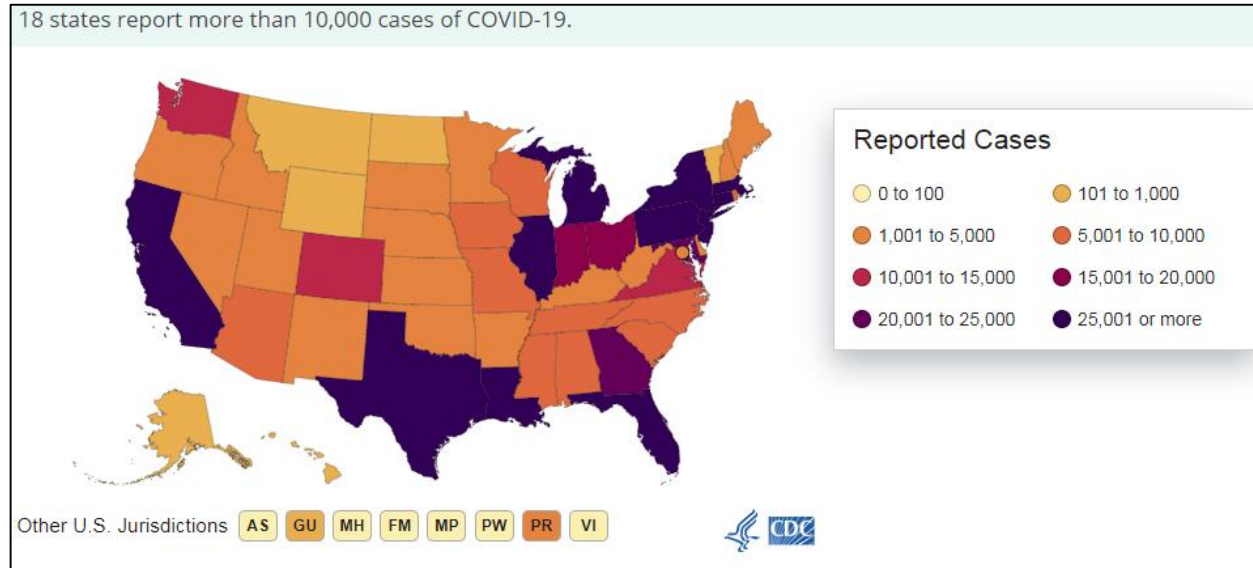 18 states report more than 10,000 cases of COVID-19.
Reported Cases
0 to 100
101 to 1,000
1,001 to 5,000
5,001 to 10,000
10,001 to 15,000
15,001 to 20,000
20,001 to 25,000
25,001 or more
Other U.S. Jurisdictions AS GU MH FM MP PW PR VI
CDC